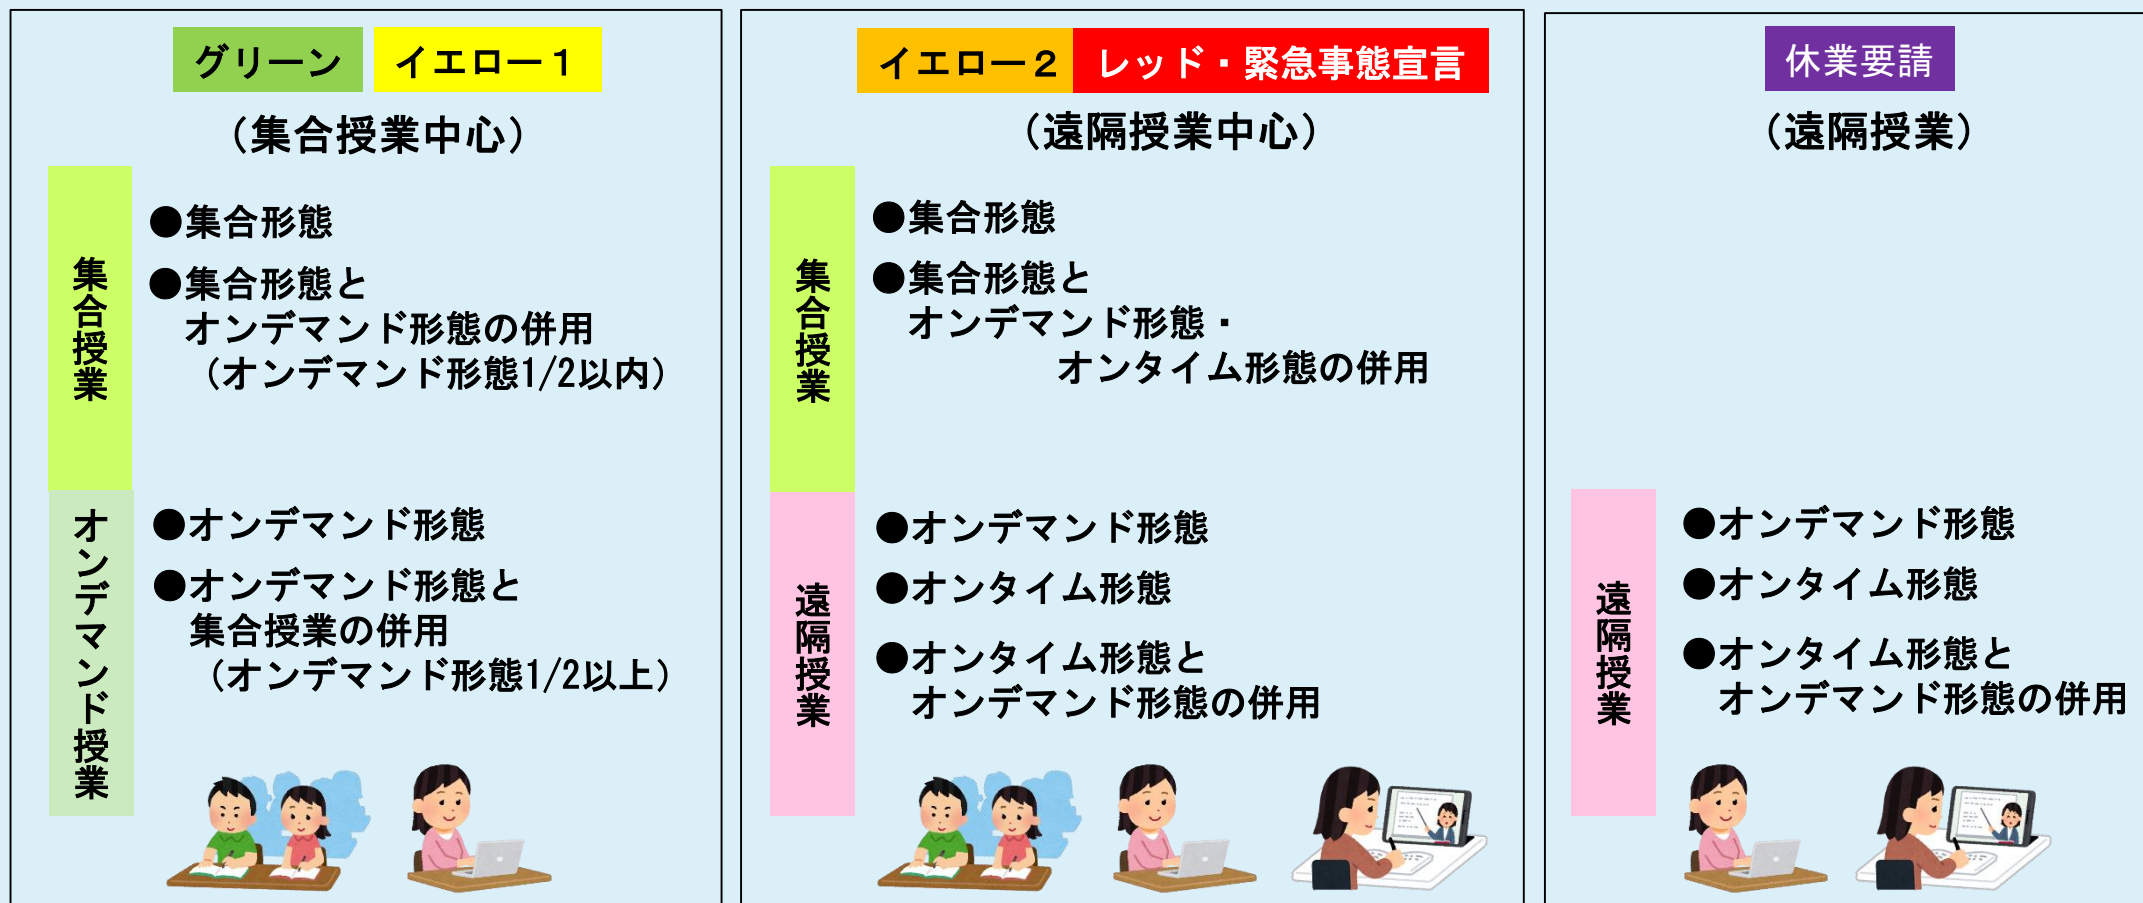 グリーン イエロー１
（集合授業中心）
集合授業
●集合形態
●集合形態と
オンデマンド形態の併用
（オンデマンド形態1/2以内）
オンデマンド授業
●オンデマンド形態
●オンデマンド形態と
集合授業の併用
（オンデマンド形態1/2以上）
イエロー２ レッド・緊急事態宣言
（遠隔授業中心）
集合授業
●集合形態
●集合形態と
オンデマンド形態・
オンタイム形態の併用
遠隔授業
●オンデマンド形態
●オンタイム形態
●オンタイム形態と
オンデマンド形態の併用
休業要請
（遠隔授業）
遠隔授業
●オンデマンド形態
●オンタイム形態
●オンタイム形態と
オンデマンド形態の併用